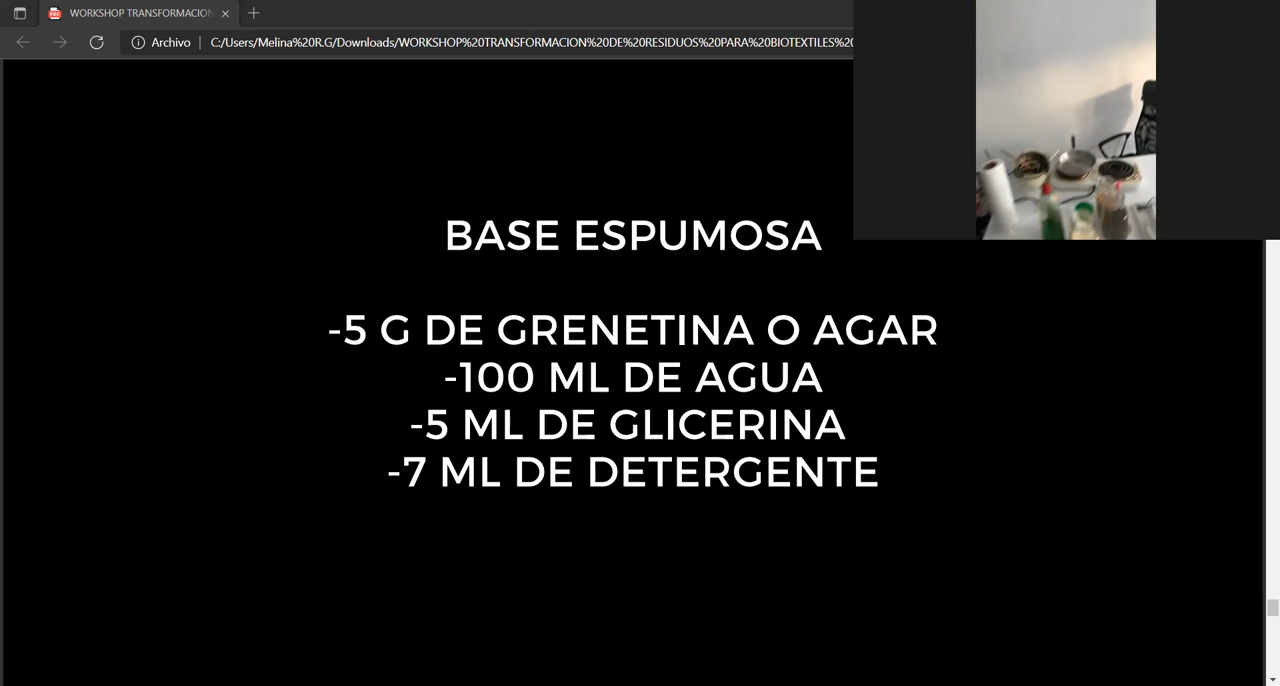 WORKSHOP TRANSFORMACION
Archivo
C:/Users/Melina%20R.G/Downloads/WORKSHOP%20TRANSFORMACION%20DE%20RESIDUOS%20PARA%20BIOTEXTILES%20
BASE ESPUMOSA
-5 G DE GRENETINA O AGAR
-100 ML DE AGUA
-5 ML DE GLICERINA
-7 ML DE DETERGENTE